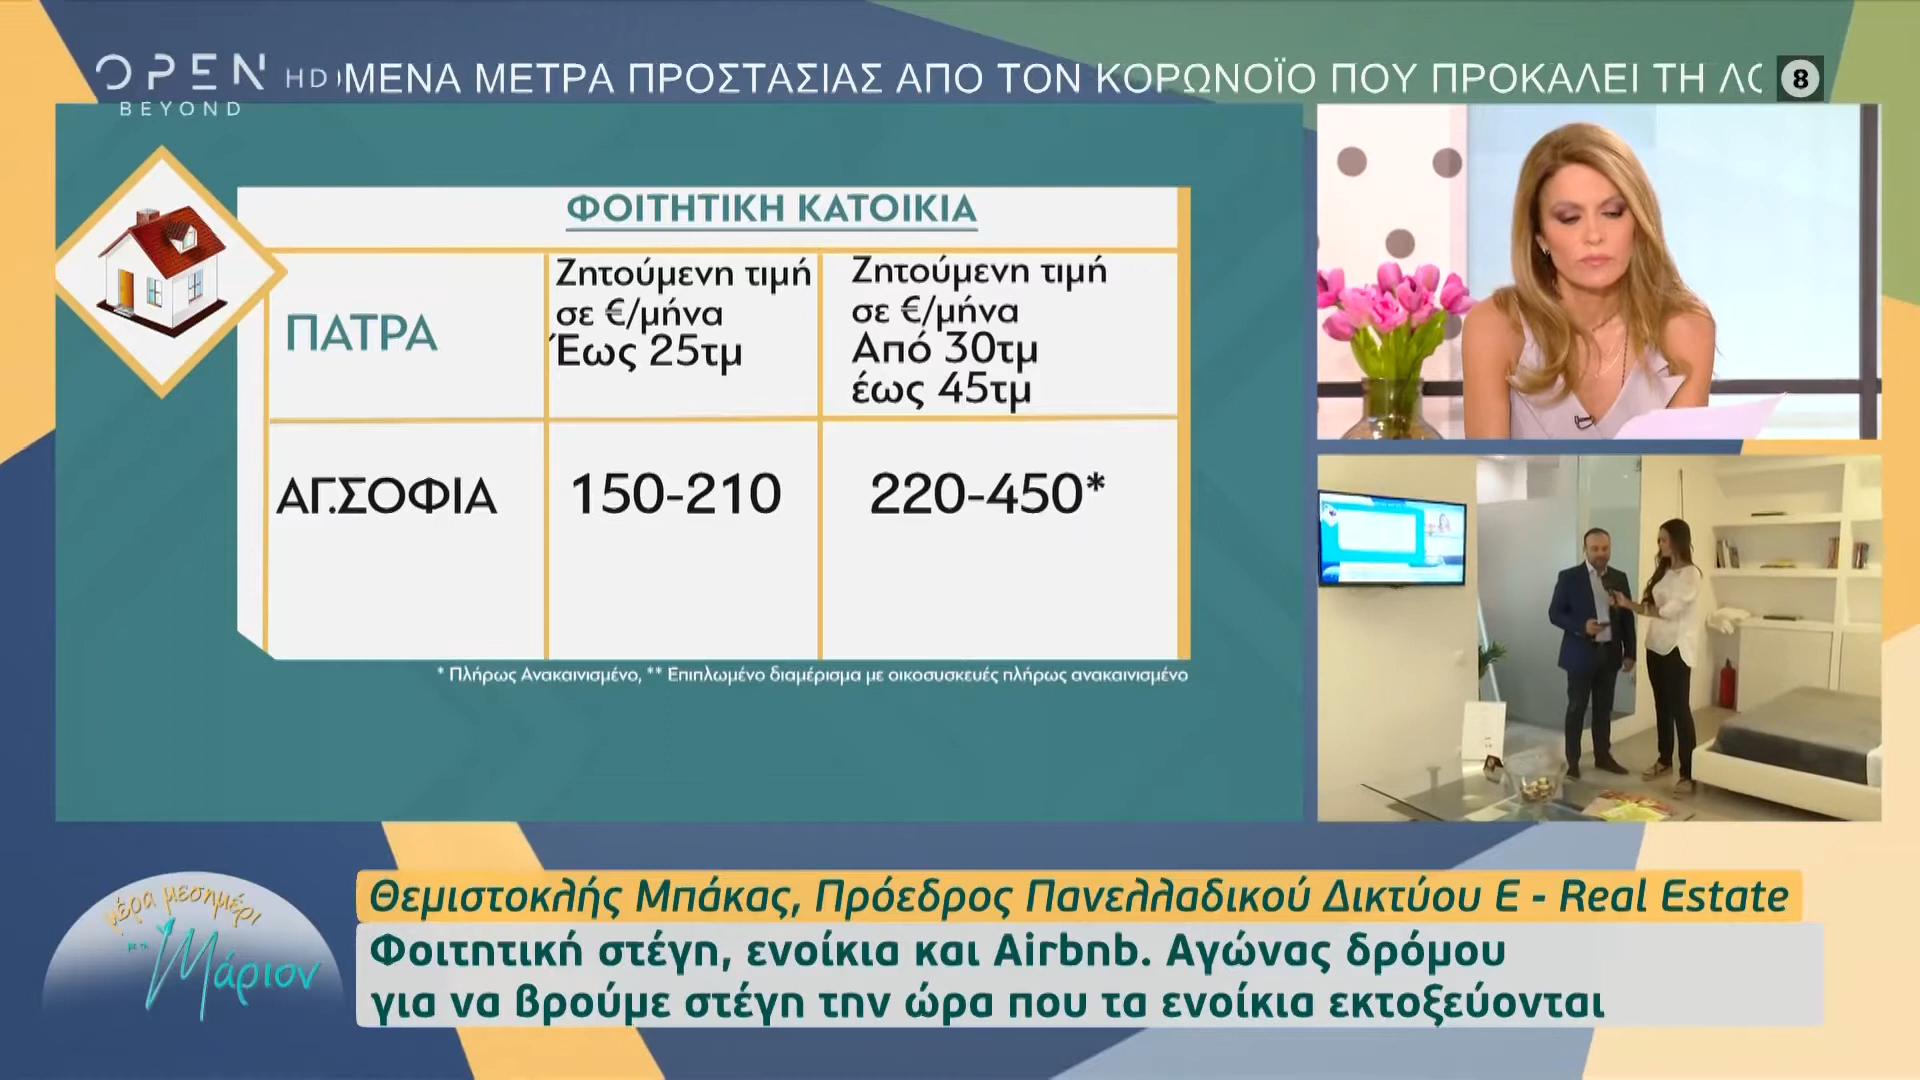 OPEN HD
BEYOND
ΜΕΝΑ ΜΕΤΡΑ ΠΡΟΣΤΑΣΙΑΣ ΑΠΟ ΤΟΝ ΚΟΡΩΝΟΪΟ ΠΟΥ ΠΡΟΚΑΛΕΙ ΤΗ
8
ΦΟΙΤΗΤΙΚΗ ΚΑΤΟΙΚΙΑ
ΠΑΤΡΑ
Ζητούμενη τιμή
σε €/μήνα
Έως 25τμ
Ζητούμενη τιμή
σε €/μήνα
Από 30τμ
έως 45τμ
ΑΓ.ΣΟΦΙΑ
150-210
220-450*
* Πλήρως Ανακαινισμένο, ** Επιπλωμένο διαμέρισμα με οικοσυσκευές πλήρως ανακαινισμένο
μέρα μεσημέρι
με τη
Μάριον
Θεμιστοκλής Μπάκας, Πρόεδρος Πανελλαδικού Δικτύου E - Real Estate
Φοιτητική στέγη, ενοίκια και Airbnb. Αγώνας δρόμου
για να βρούμε στέγη την ώρα που τα ενοίκια εκτοξεύονται